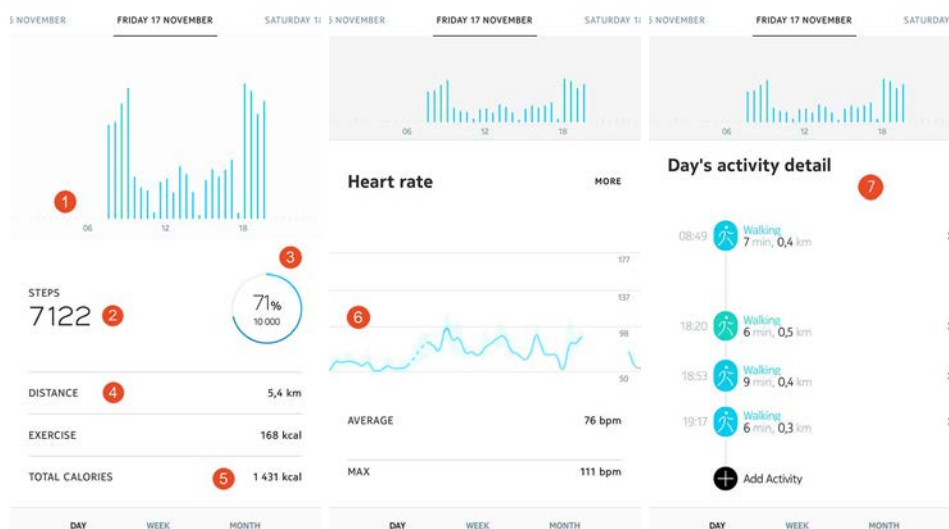 5 NOVEMBER FRIDAY 17 NOVEMBER SATURDAY 18
1
06 12 18
3
STEPS
7122 2
71%
10 000
DISTANCE 4 5,4 km
EXERCISE 168 kcal
TOTAL CALORIES 5 1 431 kcal
DAY WEEK MONTH
5 NOVEMBER FRIDAY 17 NOVEMBER SATURDAY 18
06 12 18
Heart rate MORE
177
137
6
98
50
AVERAGE 76 bpm
MAX 111 bpm
DAY WEEK MONTH
5 NOVEMBER FRIDAY 17 NOVEMBER SATURDAY
06 12 18
Day's activity detail
7
08:49 Walking
7 min, 0,4 km
18:20 Walking
6 min, 0,5 km
18:53 Walking
9 min, 0,4 km
19:17 Walking
6 min, 0,3 km
Add Activity
DAY WEEK MONTH